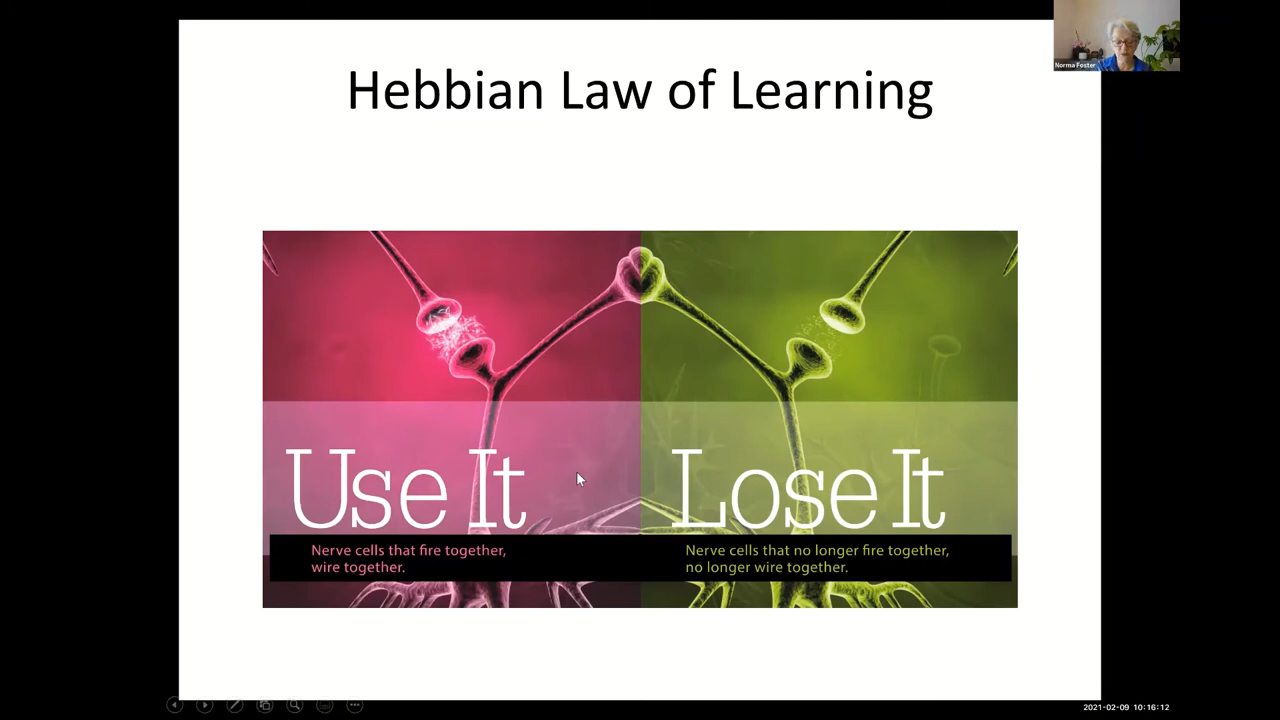 Norma Foster
Hebbian Law of Learning
Use It
Lose It
Nerve cells that fire together,
wire together.
Nerve cells that no longer fire together,
no longer wire together.
2021-02-09 10:16:12